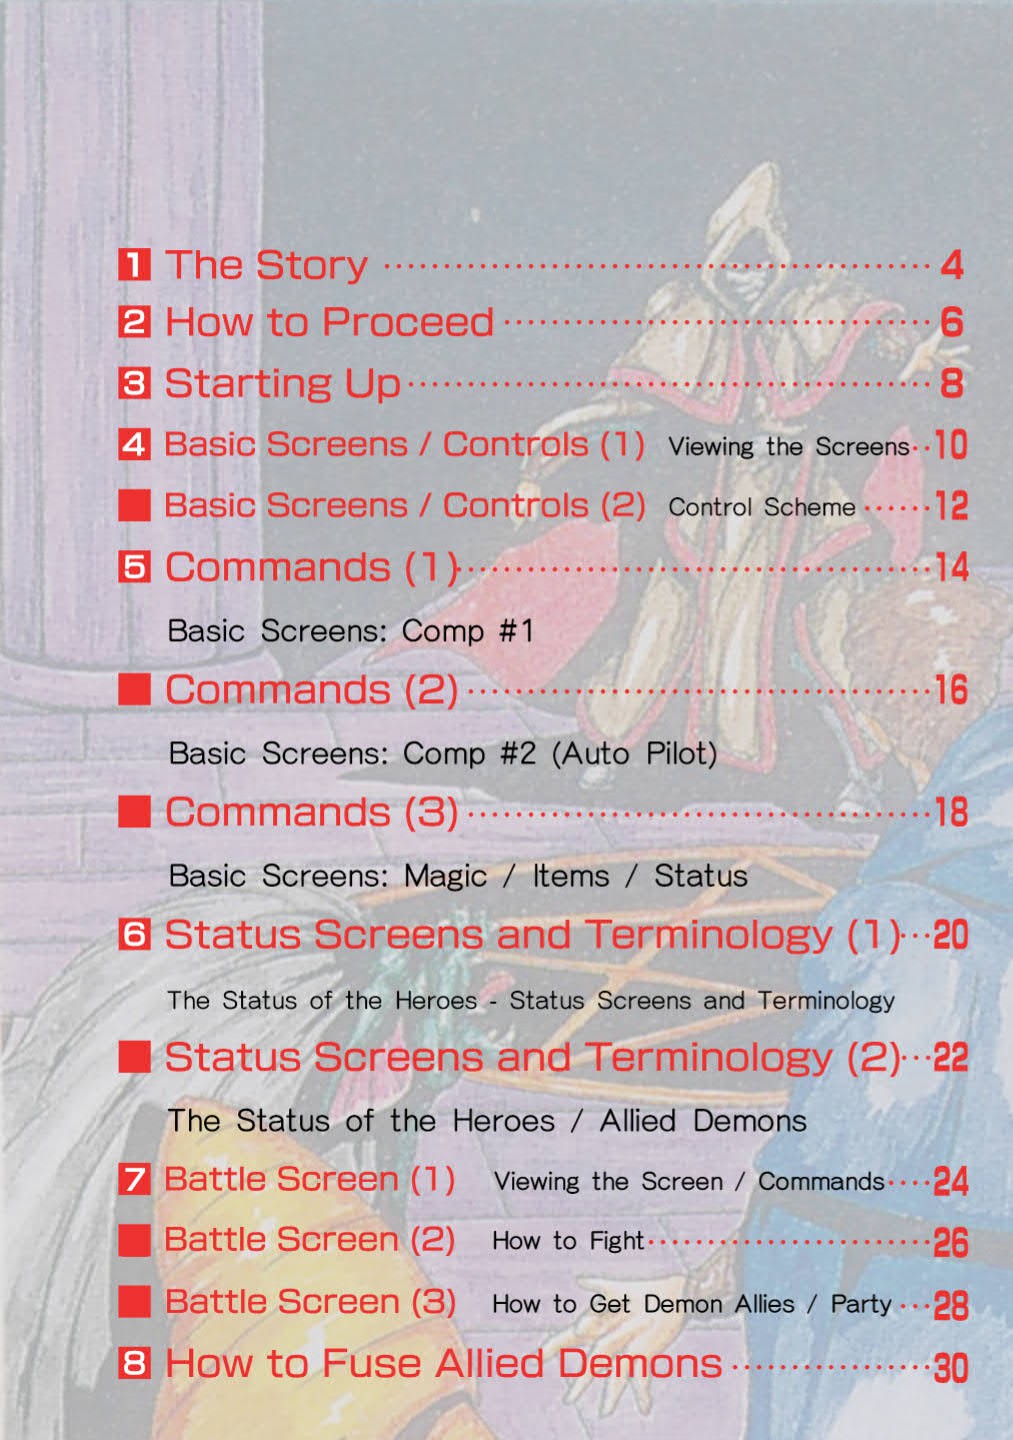 1 The Story 4
2 How to Proceed 6
3 Starting Up 8
4 Basic Screens / Controls (1) Viewing the Screens 10
Basic Screens / Controls (2) Control Scheme 12
5 Commands (1) 14
Basic Screens: Comp #1
Commands (2) 16
Basic Screens: Comp #2 (Auto Pilot)
Commands (3) 18
Basic Screens: Magic / Items / Status
6 Status Screens and Terminology (1) 20
The Status of the Heroes - Status Screens and Terminology
Status Screens and Terminology (2) 22
The Status of the Heroes / Allied Demons
7 Battle Screen (1) Viewing the Screen / Commands 24
Battle Screen (2) How to Fight 26
Battle Screen (3) How to Get Demon Allies / Party 28
8 How to Fuse Allied Demons 30